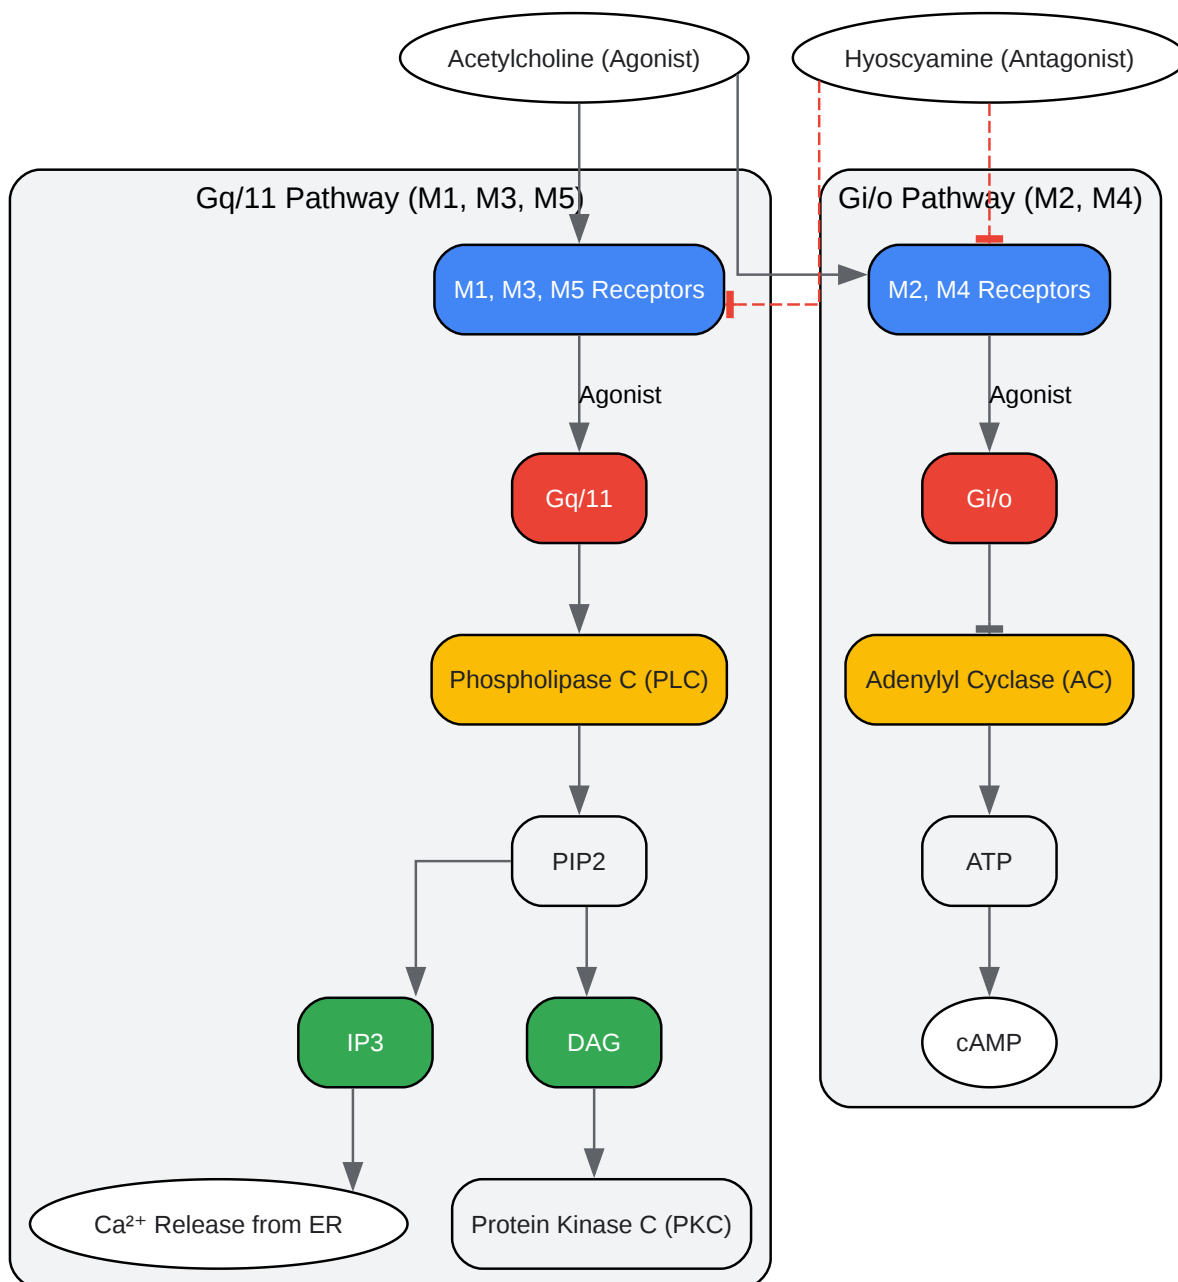 Acetylcholine (Agonist)
Hyoscyamine (Antagonist)
Gq/11 Pathway (M1, M3, M5)
Gi/o Pathway (M2, M4)
M1, M3, M5 Receptors
M2, M4 Receptors
Agonist
Agonist
Gq/11
Gi/o
Phospholipase C (PLC)
Adenylyl Cyclase (AC)
PIP2
ATP
IP3
DAG
cAMP
Ca²⁺ Release from ER
Protein Kinase C (PKC)